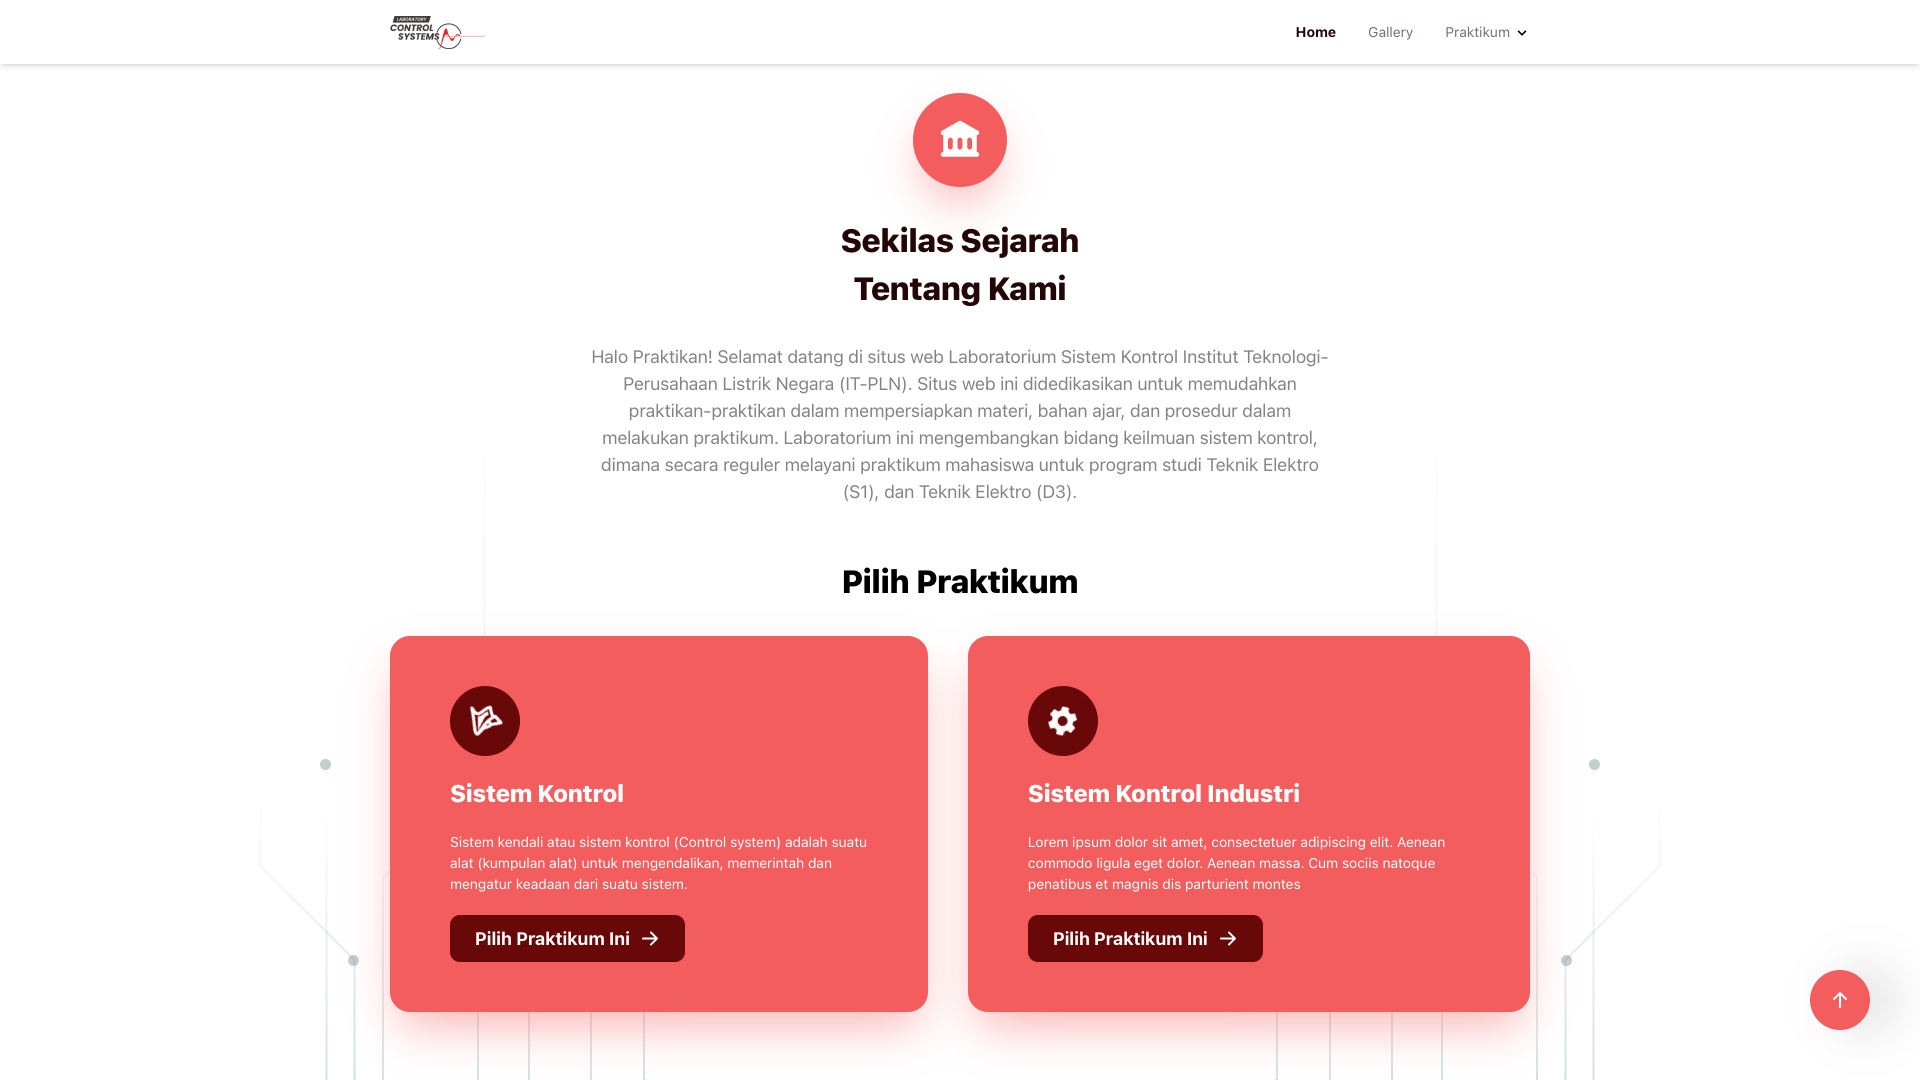 LABORATORY
CONTROL
SYSTEMS
Home
Gallery
Praktikum
Sekilas Sejarah
Tentang Kami
Halo Praktikan! Selamat datang di situs web Laboratorium Sistem Kontrol Institut Teknologi-
Perusahaan Listrik Negara (IT-PLN). Situs web ini didedikasikan untuk memudahkan
praktikan-praktikan dalam mempersiapkan materi, bahan ajar, dan prosedur dalam
melakukan praktikum. Laboratorium ini mengembangkan bidang keilmuan sistem kontrol,
dimana secara reguler melayani praktikum mahasiswa untuk program studi Teknik Elektro
(S1), dan Teknik Elektro (D3).
Pilih Praktikum
Sistem Kontrol
Sistem kendali atau sistem kontrol (Control system) adalah suatu
alat (kumpulan alat) untuk mengendalikan, memerintah dan
mengatur keadaan dari suatu sistem.
Pilih Praktikum Ini
Sistem Kontrol Industri
Lorem ipsum dolor sit amet, consectetuer adipiscing elit. Aenean
commodo ligula eget dolor. Aenean massa. Cum sociis natoque
penatibus et magnis dis parturient montes
Pilih Praktikum Ini